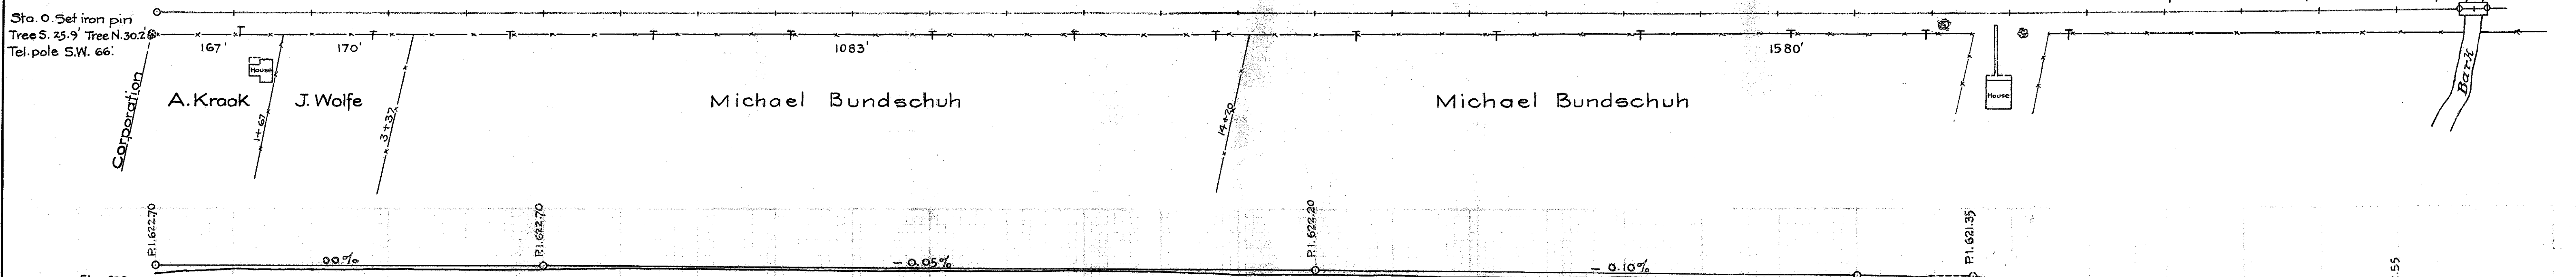 Sta. 0. Set iron pin
Tree S. 25.9' Tree N. 30.2
Tel. pole S.W. 66'.
167'
170'
1083'
1580'
House
A. Kraak
J. Wolfe
Michael Bundschuh
Michael Bundschuh
House
Corporation
1+67
3+37
14+20
Bark
P.I. 622.70
P.I. 622.70
P.I. 622.20
P.I. 621.35
.55
00%
- 0.05%
- 0.10%